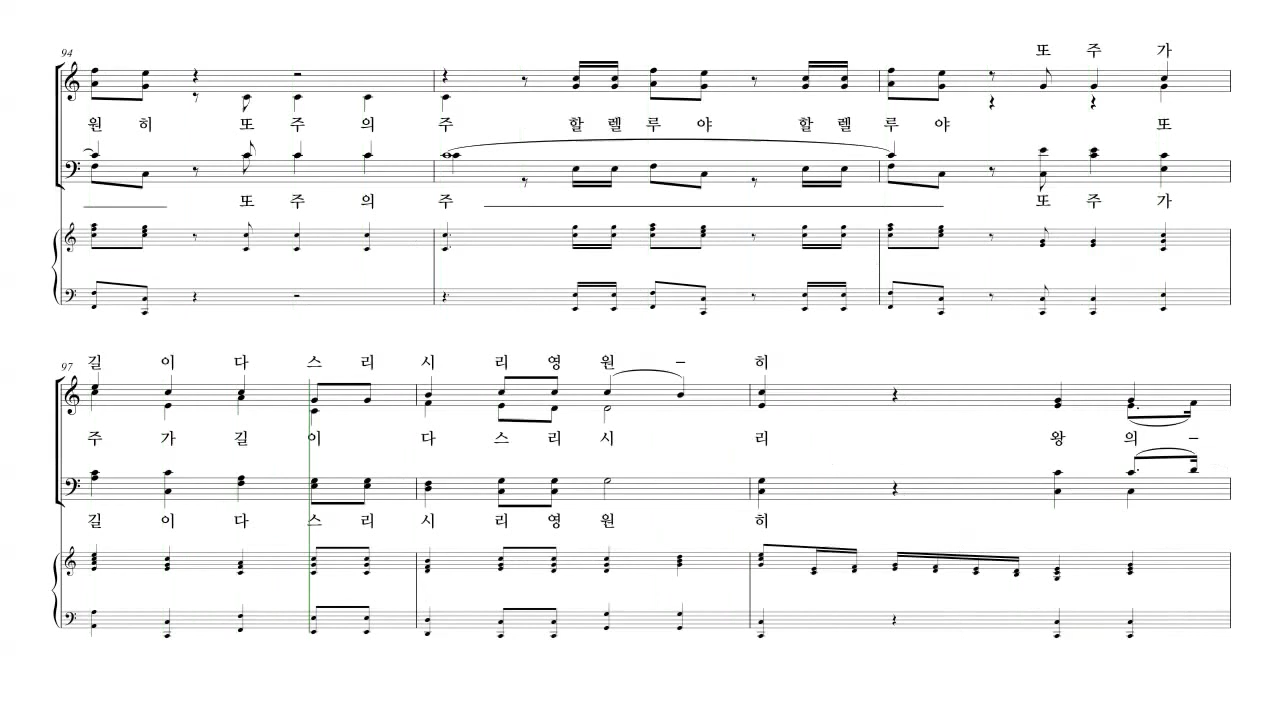 또 주 가
94
원 히 또 주 의 주 할 렐 루 야 할 렐 루 야 또
또 주 의 주 또 주 가
길 이 다 스 리 시 리 영 원 – 히
97
주 가 길 이 다 스 리 시 리 왕 의 –
길 이 다 스 리 시 리 영 원 히